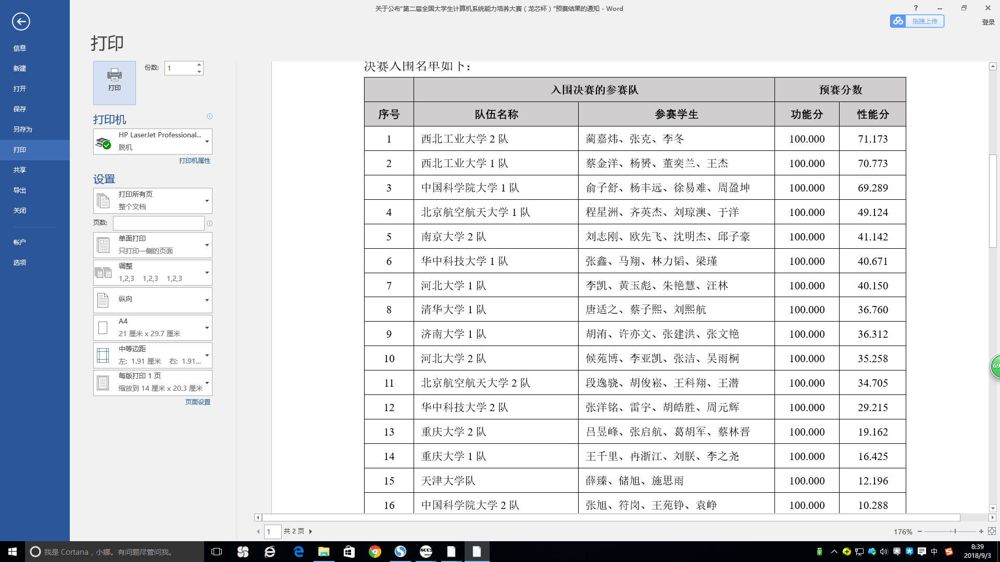 关于公布“第二届全国大学生计算机系统能力培养大赛（龙芯杯）”预赛结果的通知 - Word
拖拽上传
登录
打印
信息
新建
打开
保存
另存为
打印
共享
导出
关闭
帐户
选项
打印
份数: 1
打印机
HP LaserJet Professional...
脱机
打印机属性
设置
打印所有页
整个文档
页数:
单面打印
只打印一侧的页面
调整
1,2,3 1,2,3 1,2,3
纵向
A4
21 厘米 x 29.7 厘米
中等边距
左: 1.91 厘米 右: 1.91...
每版打印 1 页
缩放到 14 厘米 x 20.3 厘米
页面设置
决赛入围名单如下：
入围决赛的参赛队 预赛分数
序号 队伍名称 参赛学生 功能分 性能分
1 西北工业大学 2 队 蔺嘉炜、张克、李冬 100.000 71.173
2 西北工业大学 1 队 蔡金洋、杨赟、董奕兰、王杰 100.000 70.773
3 中国科学院大学 1 队 俞子舒、杨丰远、徐易难、周盈坤 100.000 69.289
4 北京航空航天大学 1 队 程星洲、齐英杰、刘琼澳、于洋 100.000 49.124
5 南京大学 2 队 刘志刚、欧先飞、沈明杰、邱子豪 100.000 41.142
6 华中科技大学 1 队 张鑫、马翔、林力韬、梁瑾 100.000 40.671
7 河北大学 1 队 李凯、黄玉彪、朱艳慧、汪林 100.000 40.150
8 清华大学 1 队 唐适之、蔡子熙、刘熙航 100.000 36.760
9 济南大学 1 队 胡洧、许亦文、张建洪、张文艳 100.000 36.312
10 河北大学 2 队 候苑博、李亚凯、张洁、吴雨桐 100.000 35.258
11 北京航空航天大学 2 队 段逸骁、胡俊崧、王科翔、王潜 100.000 34.705
12 华中科技大学 2 队 张洋铭、雷宇、胡皓胜、周元辉 100.000 29.215
13 重庆大学 2 队 吕昱峰、张启航、葛胡军、蔡林晋 100.000 19.162
14 重庆大学 1 队 王千里、冉浙江、刘朕、李之尧 100.000 16.425
15 天津大学队 薛臻、储旭、施思雨 100.000 12.196
16 中国科学院大学 2 队 张旭、符岗、王苑铮、袁峥 100.000 10.288
69
1 共 2 页
176%
我是 Cortana，小娜。有问题尽管问我。
中
8:39
2018/9/3